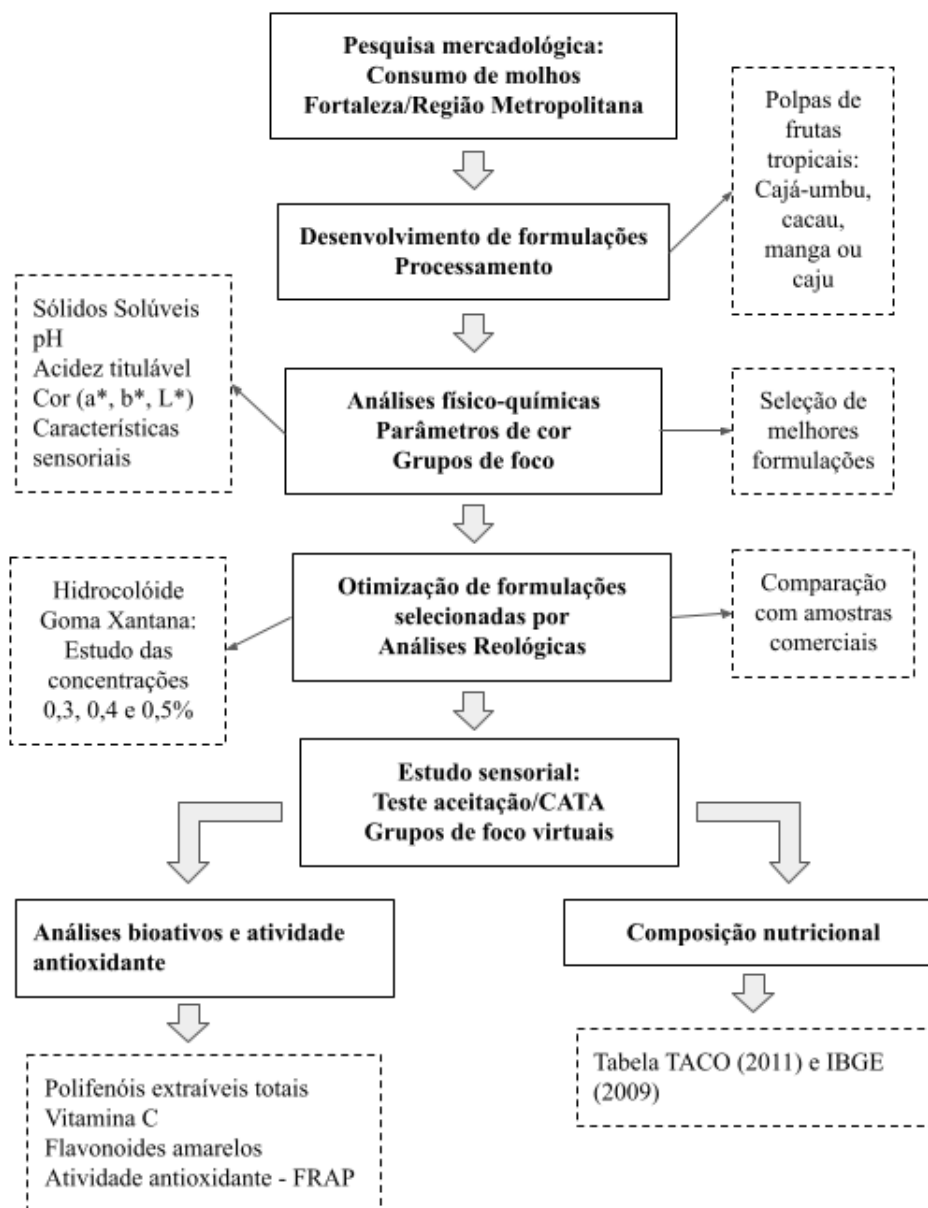 Pesquisa mercadológica:
Consumo de molhos
Fortaleza/Região Metropolitana
Polpas de
frutas
tropicais:
Cajá-umbu,
cacau,
manga ou
caju
Desenvolvimento de formulações
Processamento
Sólidos Solúveis
pH
Acidez titulável
Cor (a*, b*, L*)
Características
sensoriais
Análises físico-químicas
Parâmetros de cor
Grupos de foco
Seleção de
melhores
formulações
Hidrocolóide
Goma Xantana:
Estudo das
concentrações
0,3, 0,4 e 0,5%
Otimização de formulações
selecionadas por
Análises Reológicas
Comparação
com amostras
comerciais
Estudo sensorial:
Teste aceitação/CATA
Grupos de foco virtuais
Análises bioativos e atividade
antioxidante
Composição nutricional
Polifenóis extraíveis totais
Vitamina C
Flavonoides amarelos
Atividade antioxidante - FRAP
Tabela TACO (2011) e IBGE
(2009)